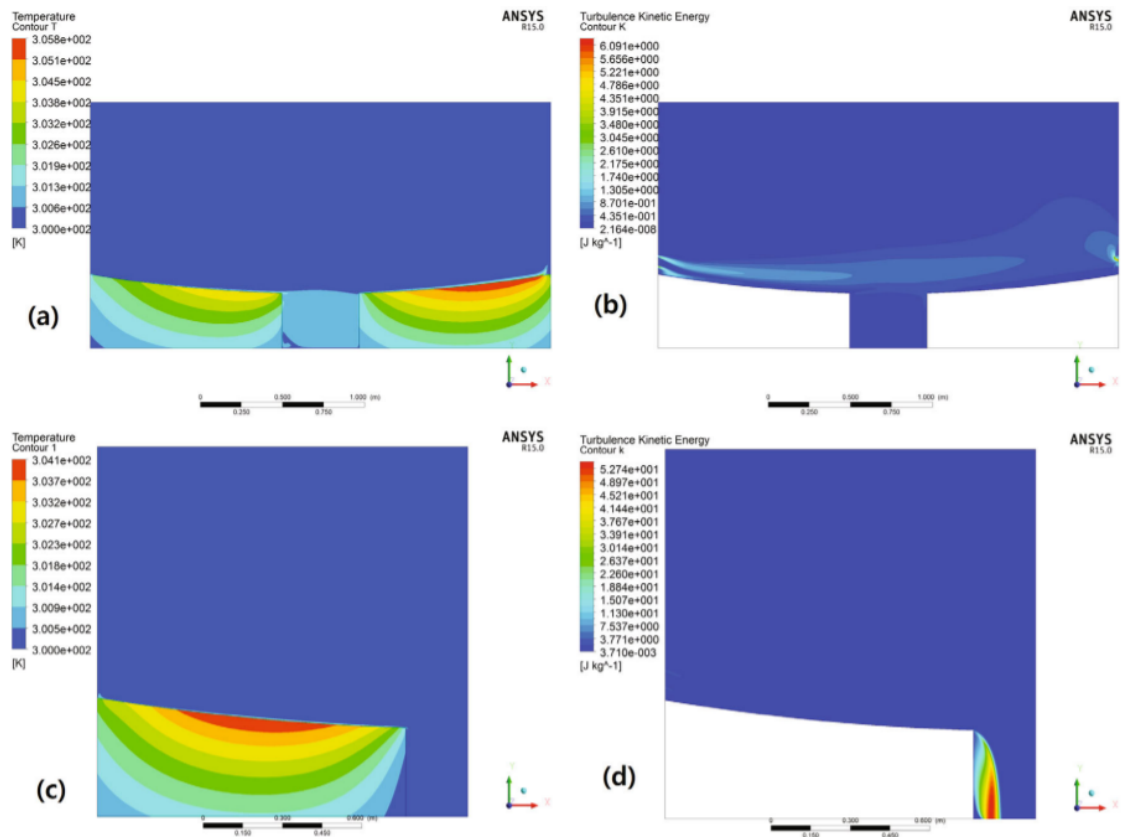 Temperature
Contour T
3.058e+002
3.051e+002
3.045e+002
3.038e+002
3.032e+002
3.026e+002
3.019e+002
3.013e+002
3.006e+002
3.000e+002
[K]
ANSYS
R15.0
(a)
Y
X
0 0.500 1.000 (m)
0.250 0.750
Turbulence Kinetic Energy
Contour K
6.091e+000
5.656e+000
5.221e+000
4.786e+000
4.351e+000
3.915e+000
3.480e+000
3.045e+000
2.610e+000
2.175e+000
1.740e+000
1.305e+000
8.701e-001
4.351e-001
2.164e-008
[J kg^-1]
ANSYS
R15.0
(b)
Y
X
0 0.500 1.000 (m)
0.250 0.750
Temperature
Contour 1
3.041e+002
3.037e+002
3.032e+002
3.027e+002
3.023e+002
3.018e+002
3.014e+002
3.009e+002
3.005e+002
3.000e+002
[K]
ANSYS
R15.0
(c)
Y
X
0 0.300 0.600 (m)
0.150 0.450
Turbulence Kinetic Energy
Contour k
5.274e+001
4.897e+001
4.521e+001
4.144e+001
3.767e+001
3.391e+001
3.014e+001
2.637e+001
2.260e+001
1.884e+001
1.507e+001
1.130e+001
7.537e+000
3.771e+000
3.710e-003
[J kg^-1]
ANSYS
R15.0
(d)
Y
X
0 0.300 0.600 (m)
0.150 0.450